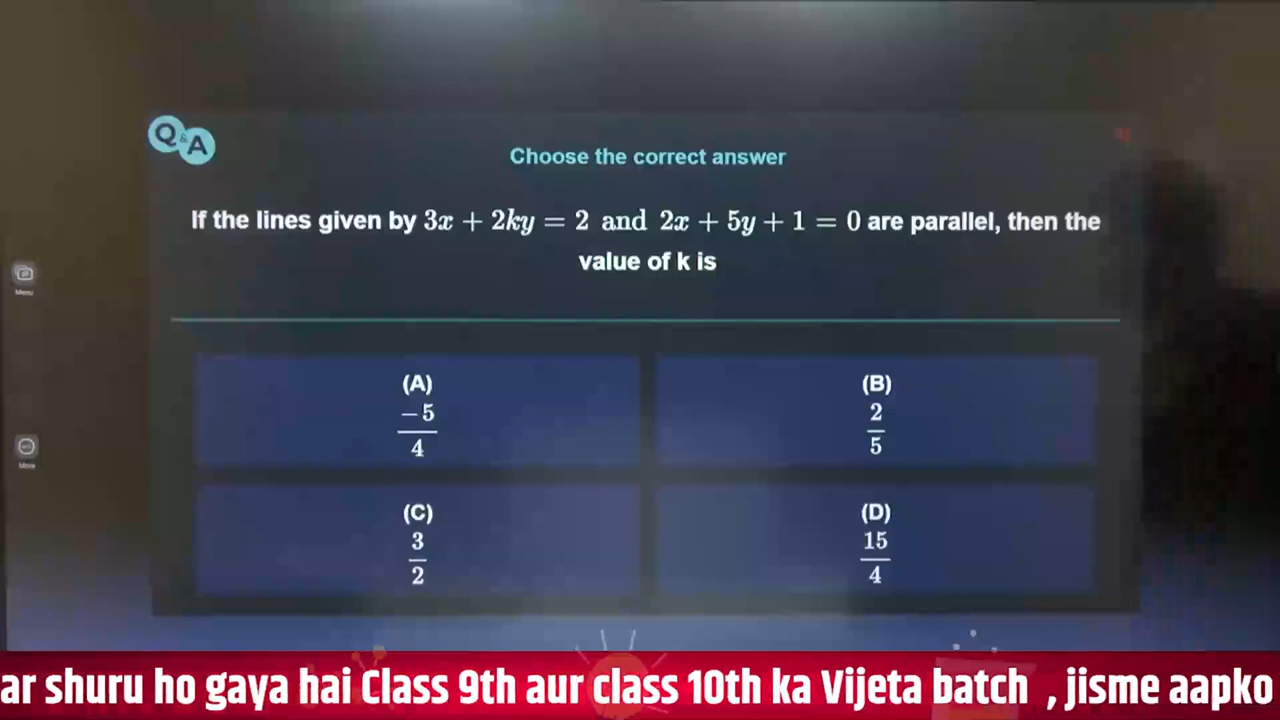 Q&A
Choose the correct answer
If the lines given by 3x + 2ky = 2 and 2x + 5y + 1 = 0 are parallel, then the
value of k is
(A)
-5
4
(B)
2
5
(C)
3
2
(D)
15
4
Menu
More
ar shuru ho gaya hai Class 9th aur class 10th ka Vijeta batch , jisme aapko